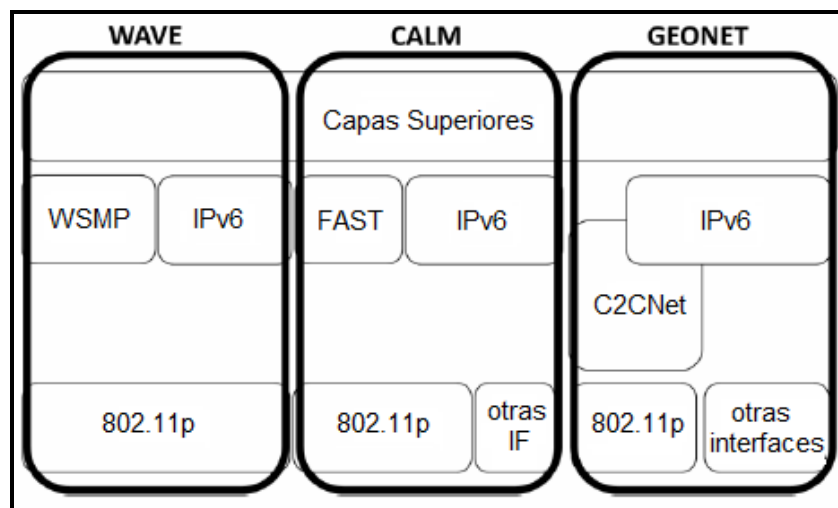 WAVE
CALM
GEONET
Capas Superiores
WSMP
IPv6
FAST
IPv6
IPv6
C2CNet
802.11p
802.11p
otras
IF
802.11p
otras
interfaces